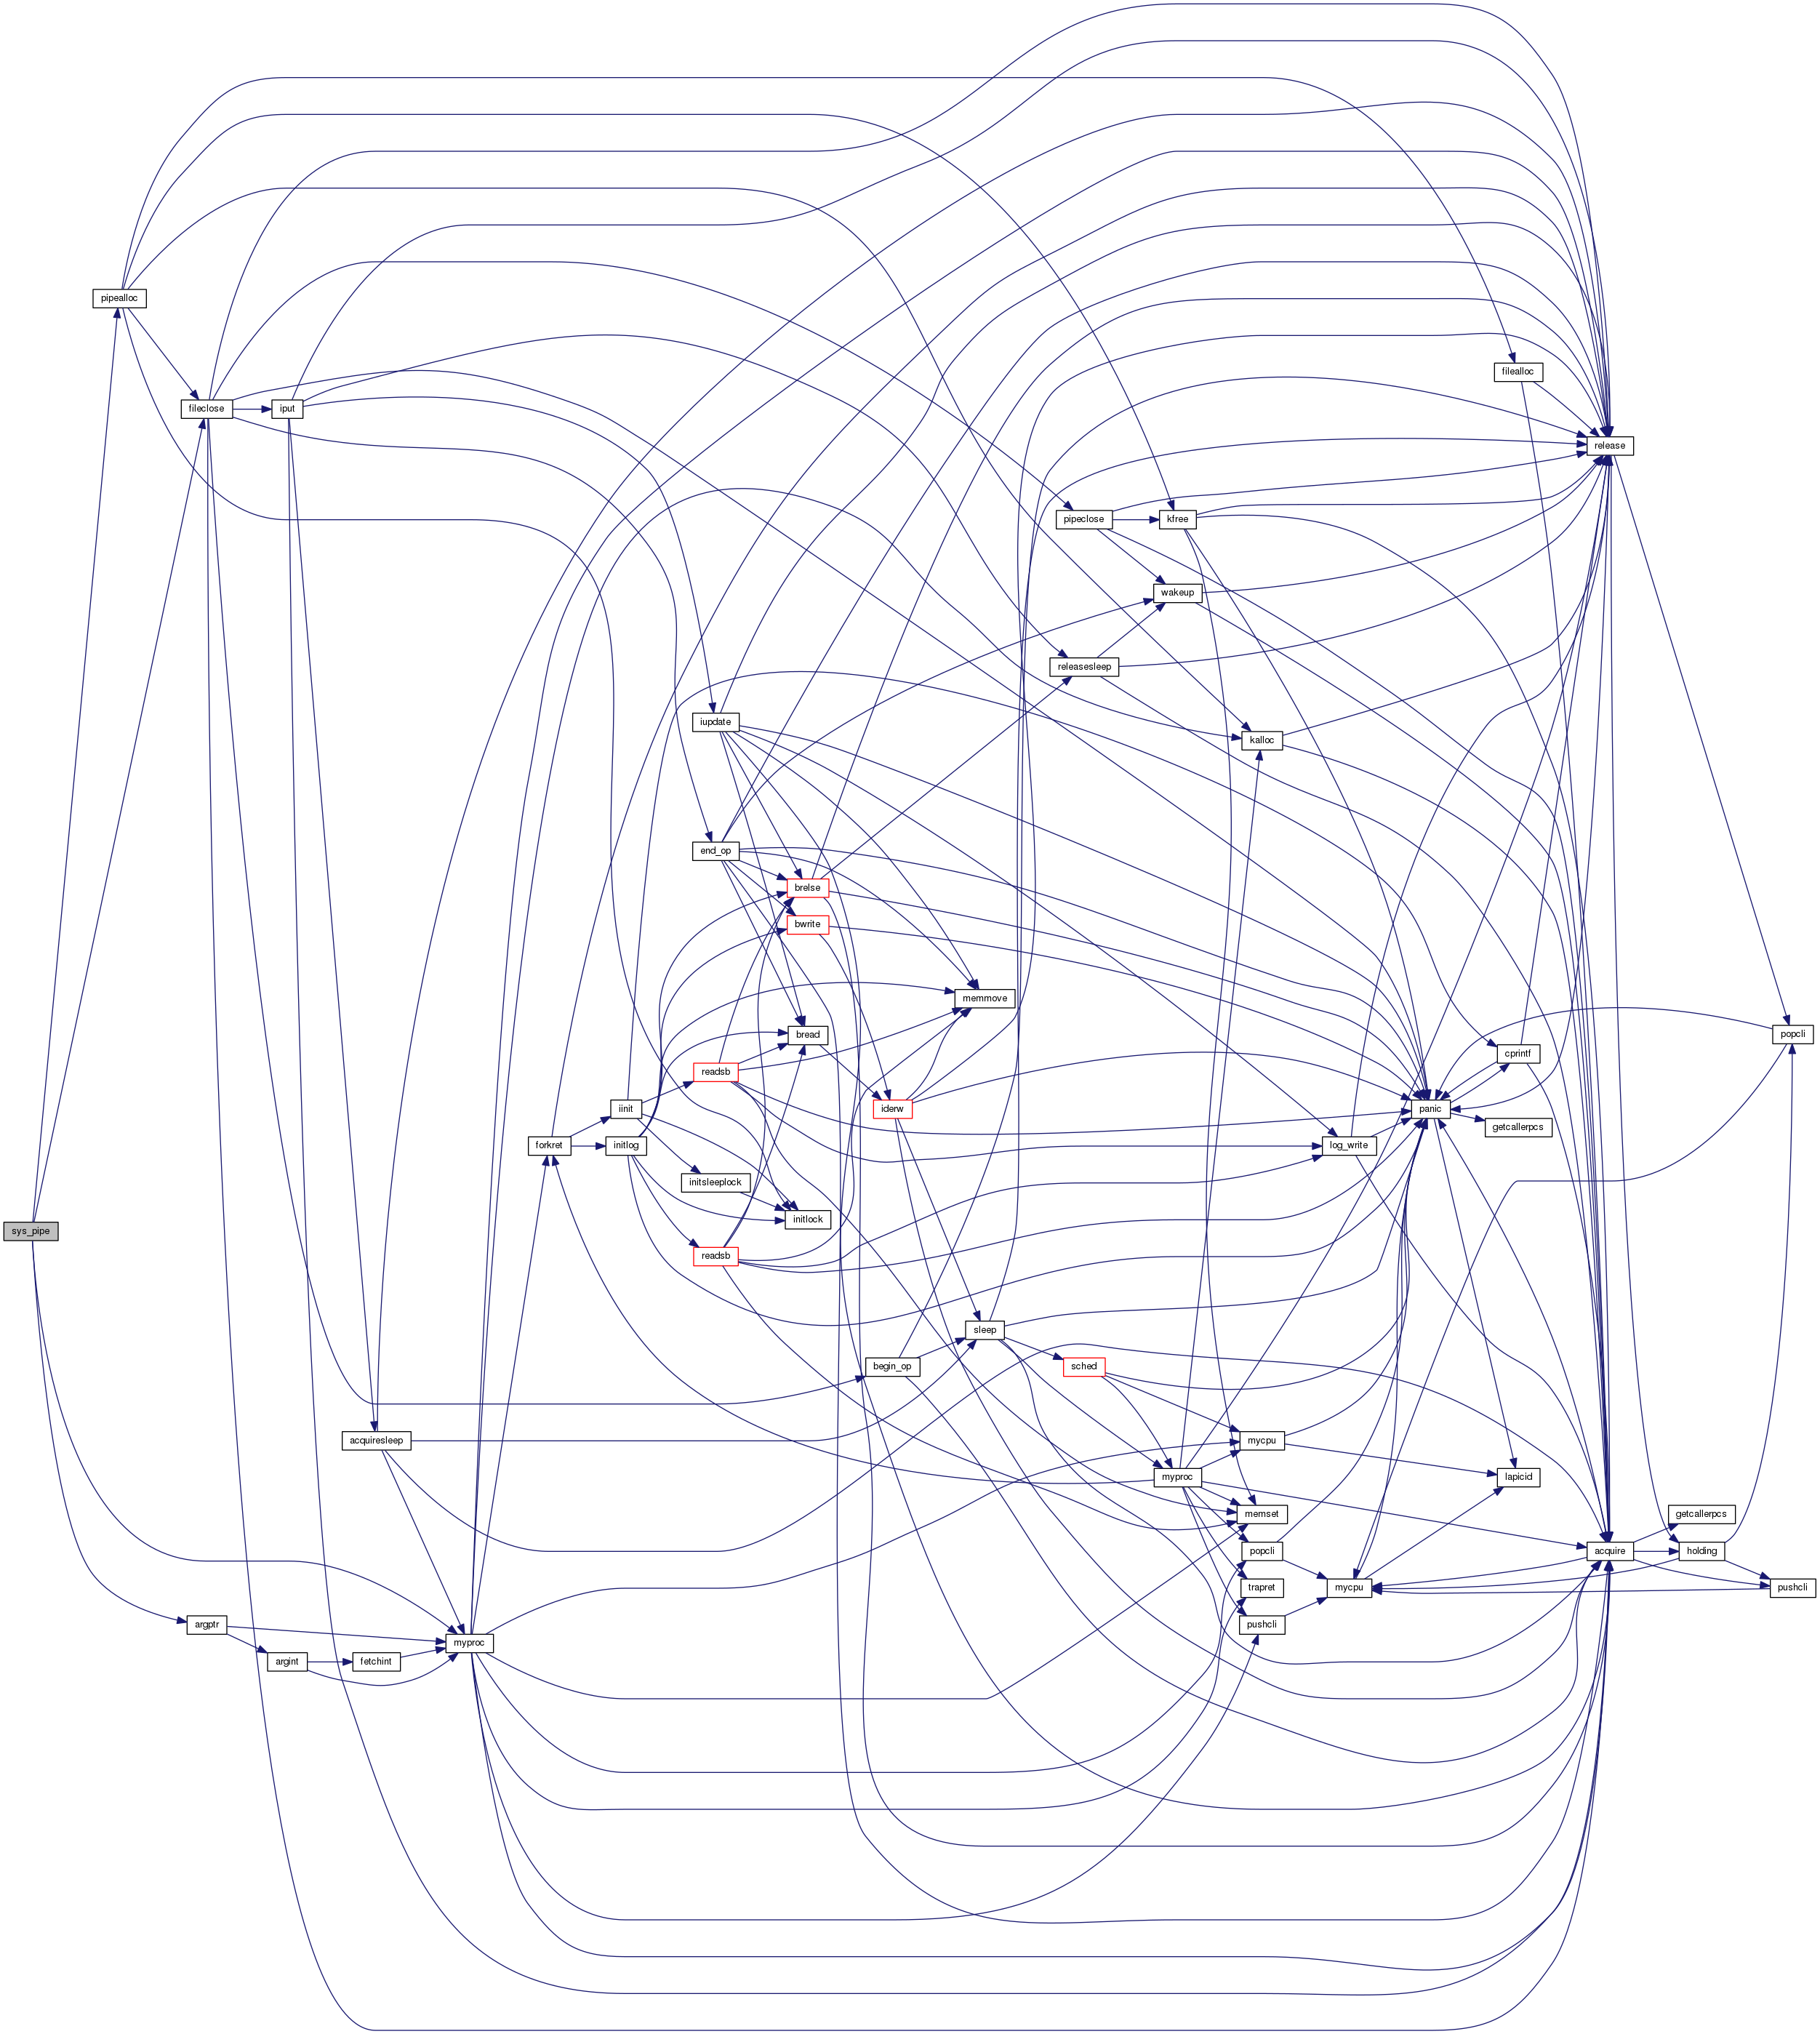 pipealloc
filealloc
fileclose
iput
release
pipeclose
kfree
wakeup
releasesleep
iupdate
kalloc
end_op
brelse
bwrite
memmove
bread
popcli
cprintf
readsb
iderw
panic
iinit
getcallerpcs
forkret
initlog
log_write
initsleeplock
initlock
sys_pipe
readsb
sleep
begin_op
sched
acquiresleep
mycpu
myproc
lapicid
memset
getcallerpcs
popcli
acquire
holding
trapret
mycpu
pushcli
argptr
pushcli
myproc
argint
fetchint